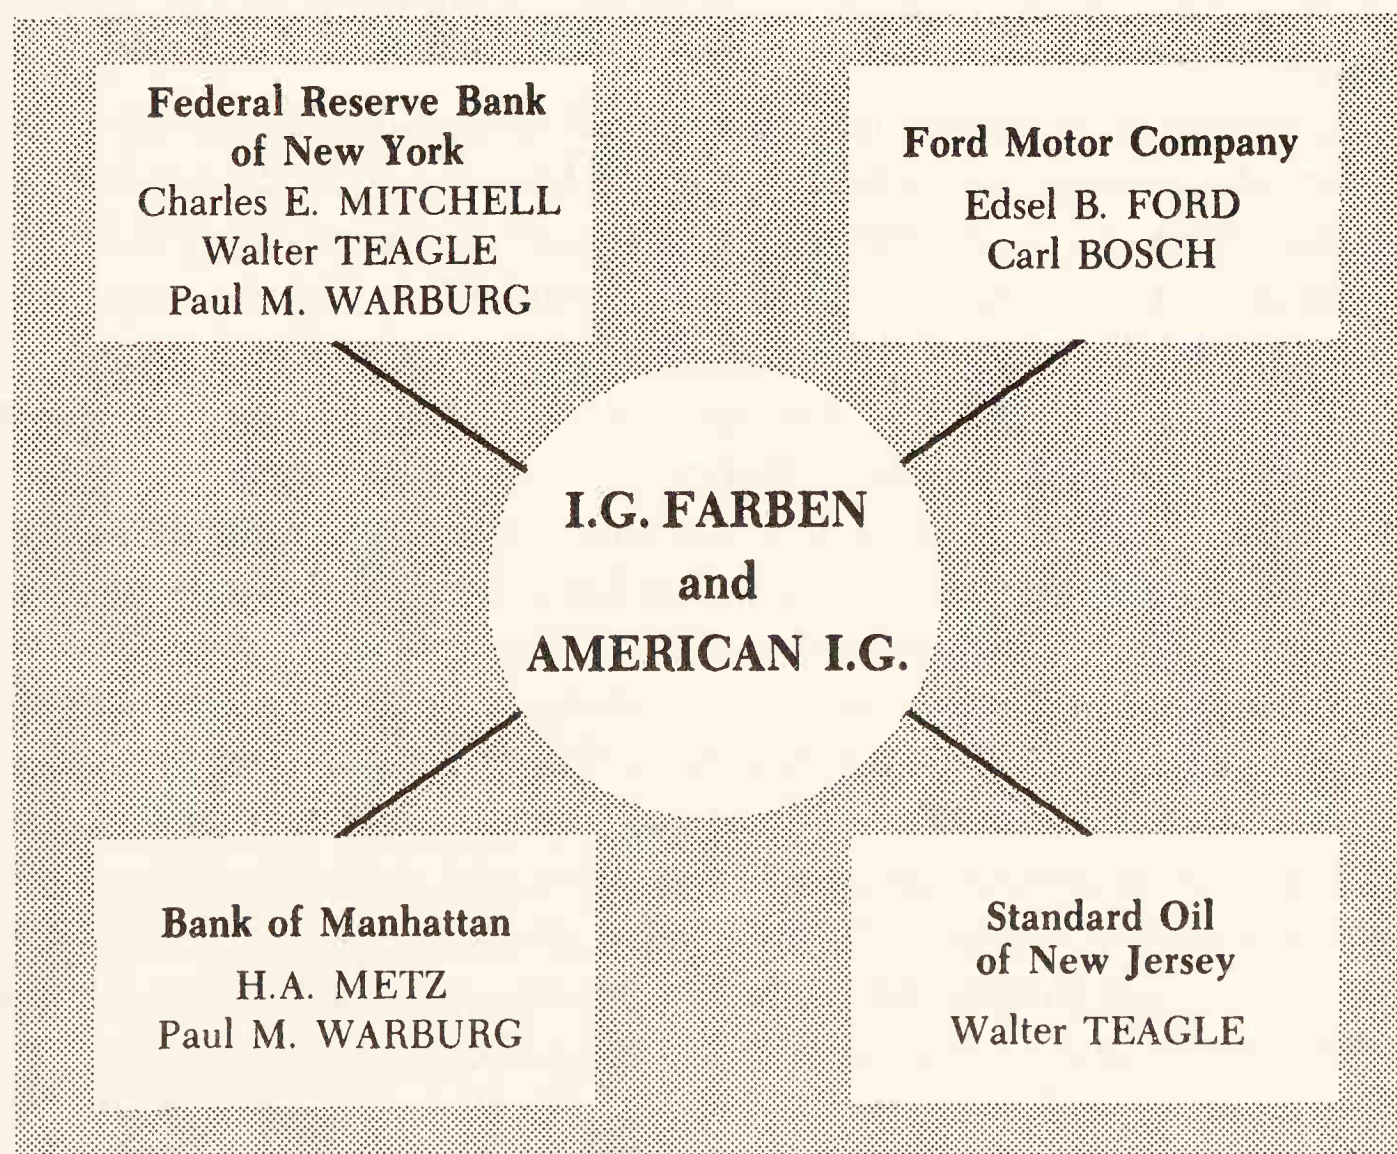 Federal Reserve Bank
of New York
Charles E. MITCHELL
Walter TEAGLE
Paul M. WARBURG
Ford Motor Company
Edsel B. FORD
Carl BOSCH
I.G. FARBEN
and
AMERICAN I.G.
Bank of Manhattan
H.A. METZ
Paul M. WARBURG
Standard Oil
of New Jersey
Walter TEAGLE